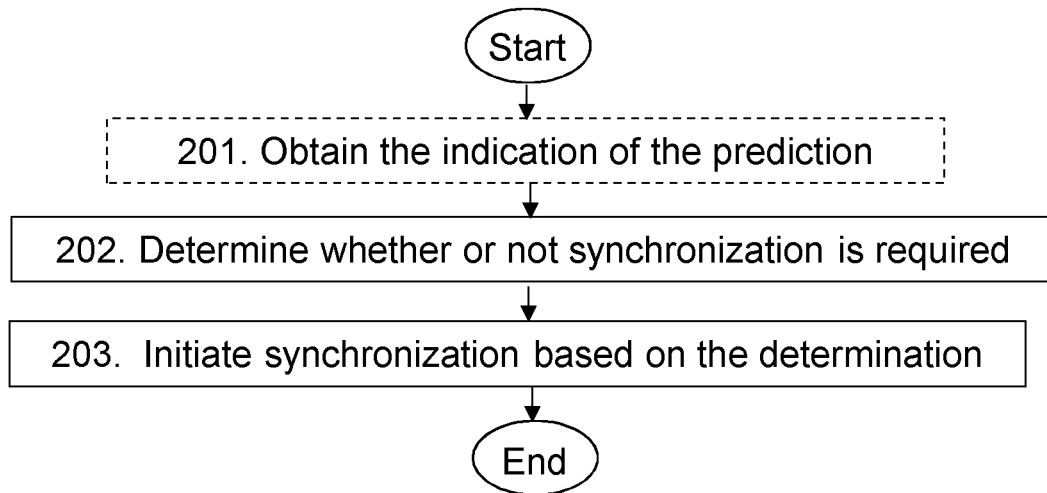 Start
201. Obtain the indication of the prediction
202. Determine whether or not synchronization is required
203. Initiate synchronization based on the determination
End